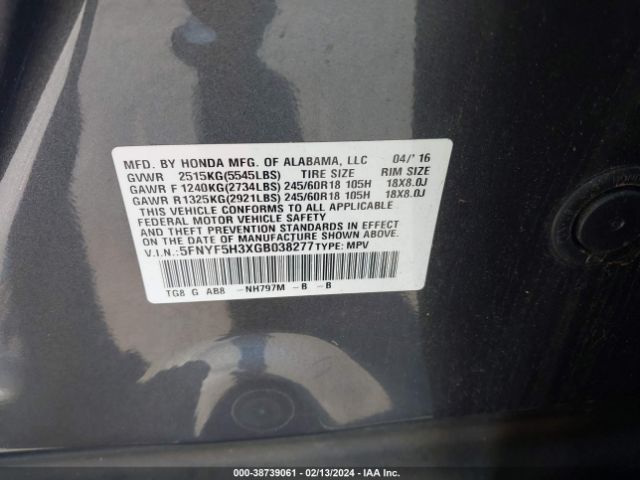 MFD. BY HONDA MFG. OF ALABAMA, LLC 04/'16
GVWR 2515KG(5545LBS) TIRE SIZE RIM SIZE
GAWR F 1240KG(2734LBS) 245/60R18 105H 18X8.0J
GAWR R 1325KG(2921LBS) 245/60R18 105H 18X8.0J
THIS VEHICLE CONFORMS TO ALL APPLICABLE
FEDERAL MOTOR VEHICLE SAFETY
AND THEFT PREVENTION STANDARDS IN EFFECT
ON THE DATE OF MANUFACTURE SHOWN ABOVE.
V.I.N.:5FNYF5H3XGB038277 TYPE: MPV
TG8 G AB8 -NH797M -B -B
000-38739061 / 02/13/2024 / IAA Inc.